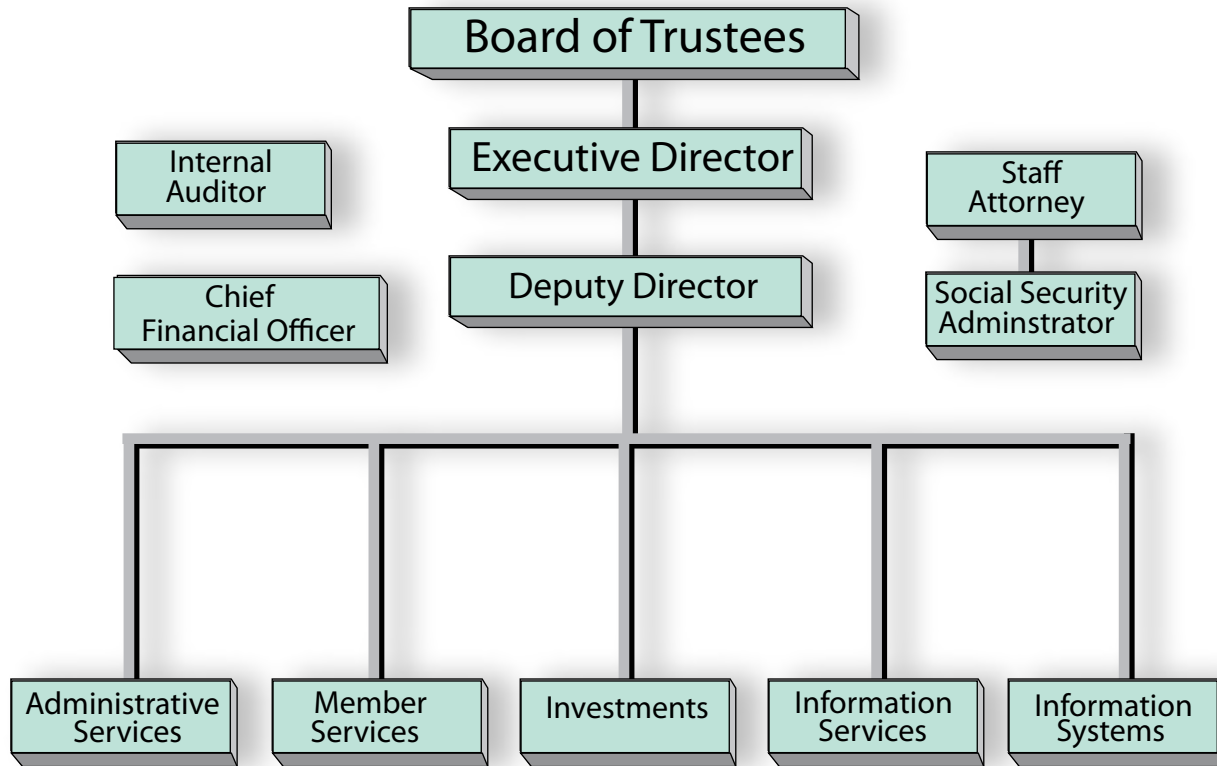 Board of Trustees
Executive Director
Internal
Auditor
Staff
Attorney
Deputy Director
Chief
Financial Officer
Social Security
Adminstrator
Administrative
Services
Member
Services
Investments
Information
Services
Information
Systems